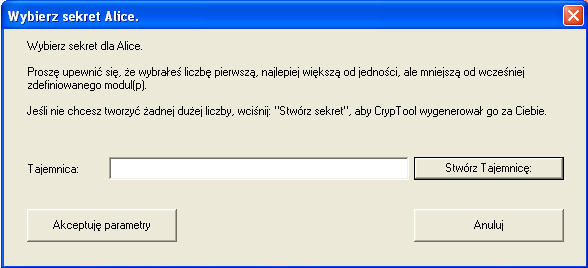 Wybierz sekret Alice.
Wybierz sekret dla Alice.
Proszę upewnić się, że wybrałeś liczbę pierwszą, najlepiej większą od jedności, ale mniejszą od wcześniej
zdefiniowanego modul(p).
Jeśli nie chcesz tworzyć żadnej dużej liczby, wciśnij: "Stwórz sekret", aby CrypTool wygenerował go za Ciebie.
Tajemnica:
Stwórz Tajemnicę:
Akceptuję parametry
Anuluj